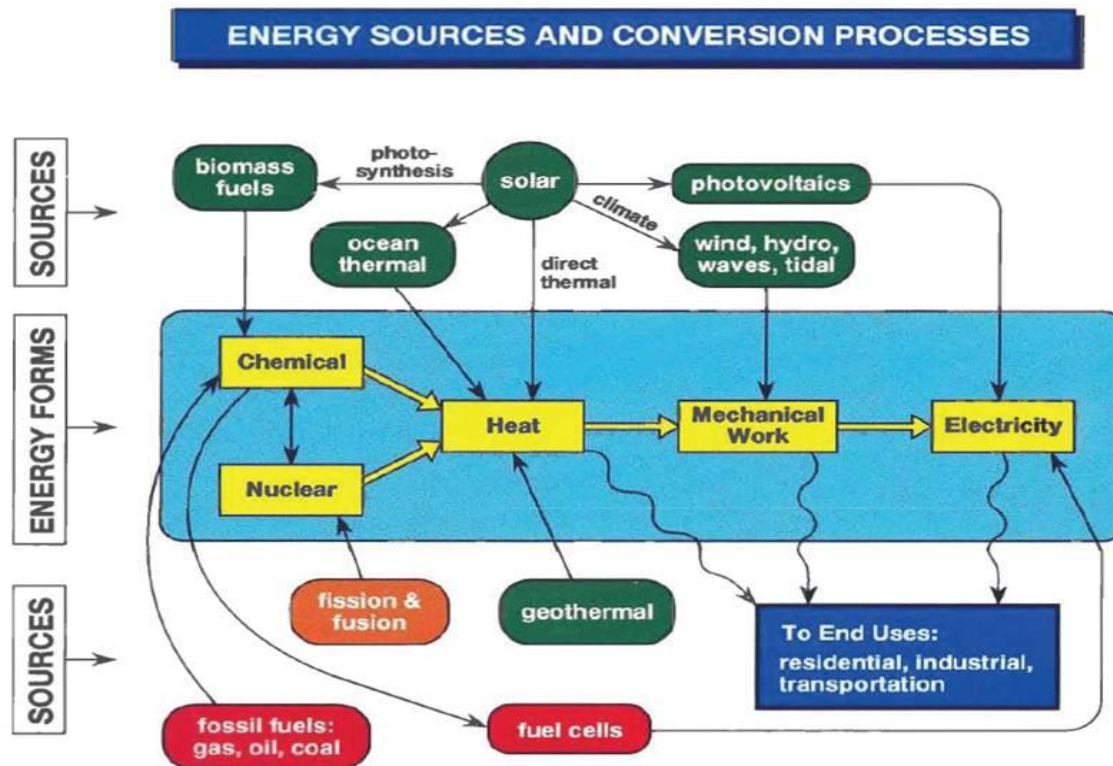 ENERGY SOURCES AND CONVERSION PROCESSES
SOURCES
biomass
fuels
photo-
synthesis
solar
photovoltaics
climate
ocean
thermal
direct
thermal
wind, hydro,
waves, tidal
ENERGY FORMS
Chemical
Heat
Mechanical
Work
Electricity
Nuclear
SOURCES
fission &
fusion
geothermal
To End Uses:
residential, industrial,
transportation
fossil fuels:
gas, oil, coal
fuel cells